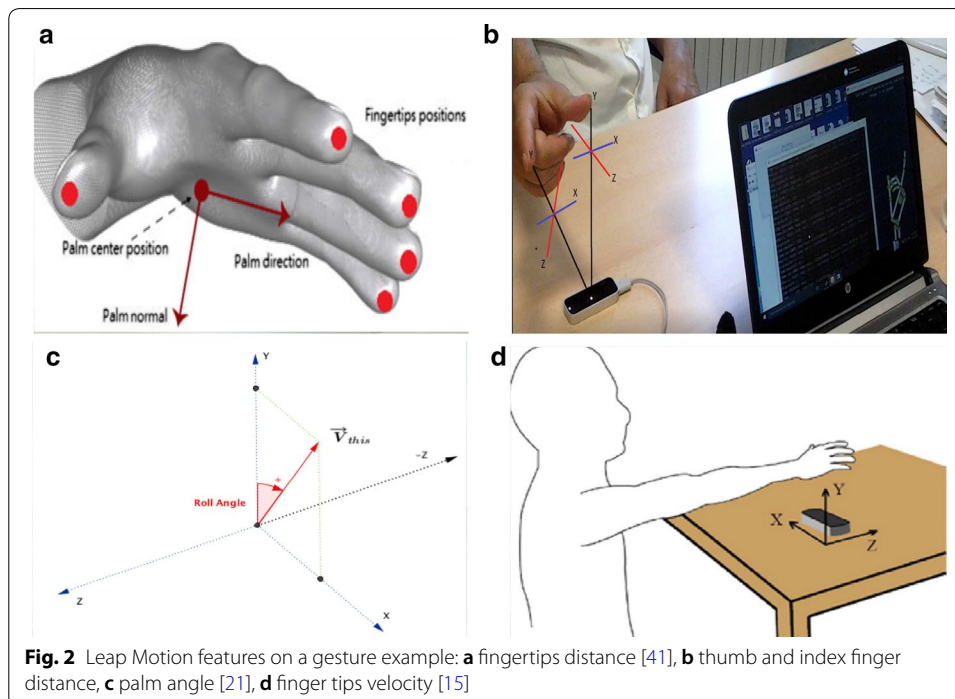 a
Fingertips positions
Palm center position
Palm direction
Palm normal
b
Y
X
Z
Y
X
Z
c
Y
V this
-Z
+
Roll Angle
Z
X
d
Y
X
Z
Fig. 2 Leap Motion features on a gesture example: a fingertips distance [41], b thumb and index finger
distance, c palm angle [21], d finger tips velocity [15]